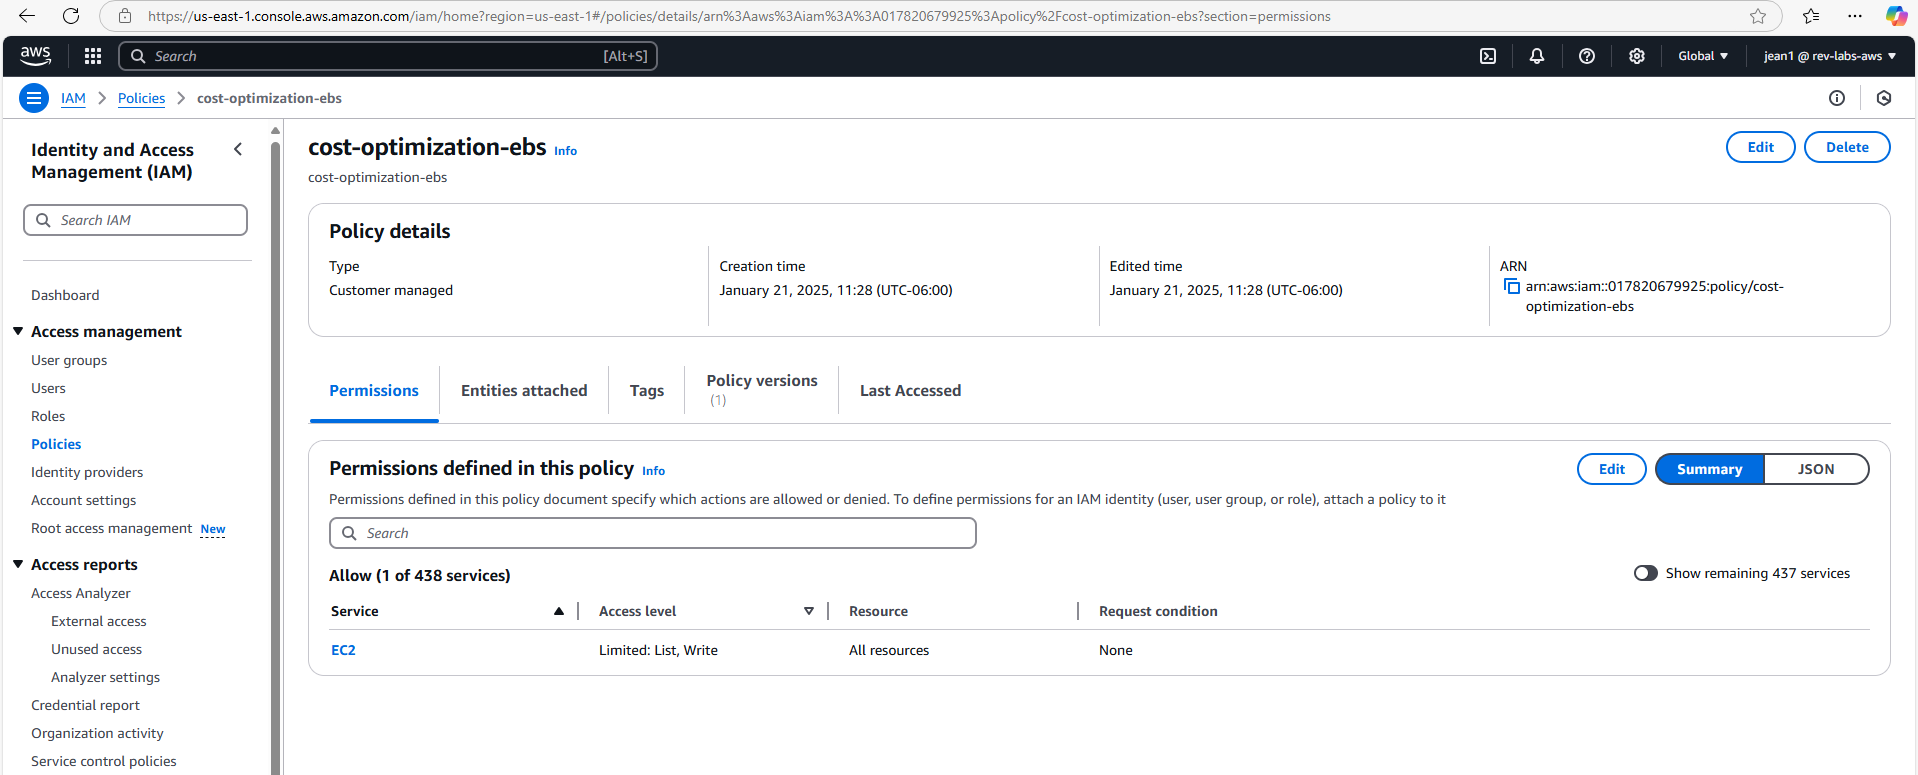 https://us-east-1.console.aws.amazon.com/iam/home?region=us-east-1#/policies/details/arn%3Aaws%3Aiam%3A%3A017820679925%3Apolicy%2Fcost-optimization-ebs?section=permissions
aws
Search
[Alt+S]
Global
jean1 @ rev-labs-aws
IAM
Policies
cost-optimization-ebs
Identity and Access
Management (IAM)
Search IAM
Dashboard
Access management
User groups
Users
Roles
Policies
Identity providers
Account settings
Root access management New
Access reports
Access Analyzer
External access
Unused access
Analyzer settings
Credential report
Organization activity
Service control policies
cost-optimization-ebs Info
Edit
Delete
cost-optimization-ebs
Policy details
Type
Customer managed
Creation time
January 21, 2025, 11:28 (UTC-06:00)
Edited time
January 21, 2025, 11:28 (UTC-06:00)
ARN
arn:aws:iam::017820679925:policy/cost-
optimization-ebs
Permissions
Entities attached
Tags
Policy versions
(1)
Last Accessed
Permissions defined in this policy Info
Edit
Summary
JSON
Permissions defined in this policy document specify which actions are allowed or denied. To define permissions for an IAM identity (user, user group, or role), attach a policy to it
Search
Allow (1 of 438 services)
Show remaining 437 services
Service
Access level
Resource
Request condition
EC2
Limited: List, Write
All resources
None